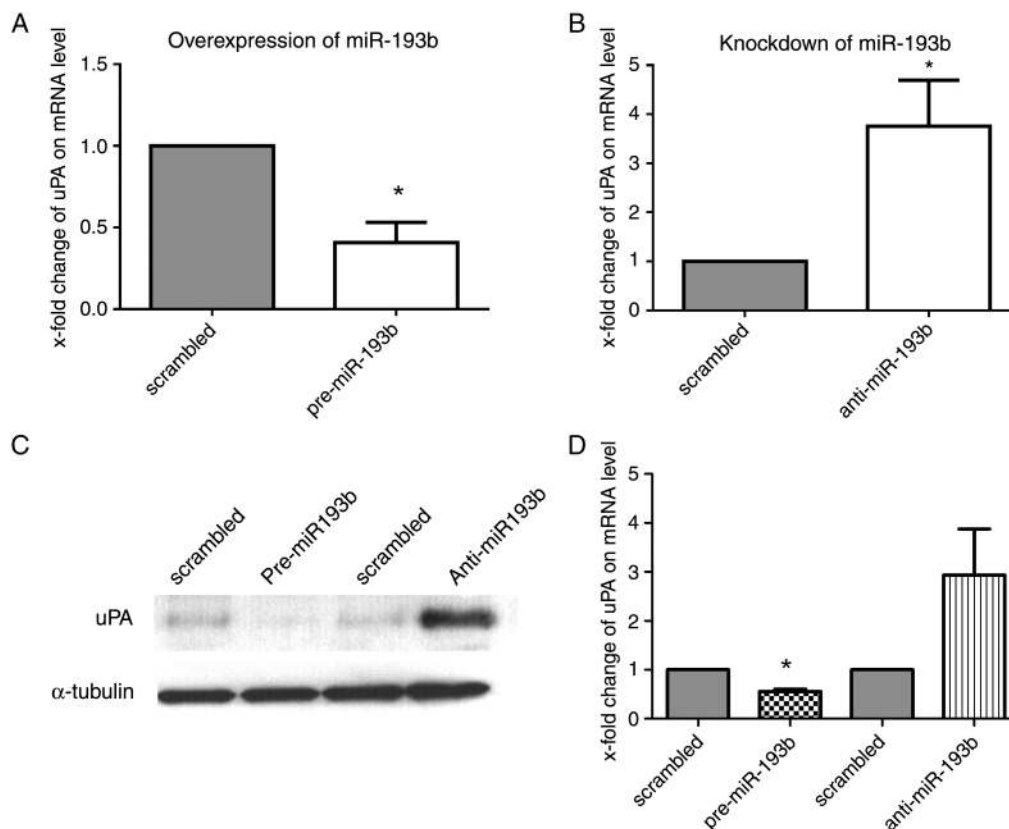 A
Overexpression of miR-193b
x-fold change of uPA on mRNA level
1.5
1.0
0.5
0.0
*
scrambled
pre-miR-193b
B
Knockdown of miR-193b
x-fold change of uPA on mRNA level
5
4
3
2
1
0
*
scrambled
anti-miR-193b
C
scrambled
Pre-miR193b
scrambled
Anti-miR193b
uPA
α-tubulin
D
x-fold change of uPA on mRNA level
5
4
3
2
1
0
*
scrambled
pre-miR-193b
scrambled
anti-miR-193b